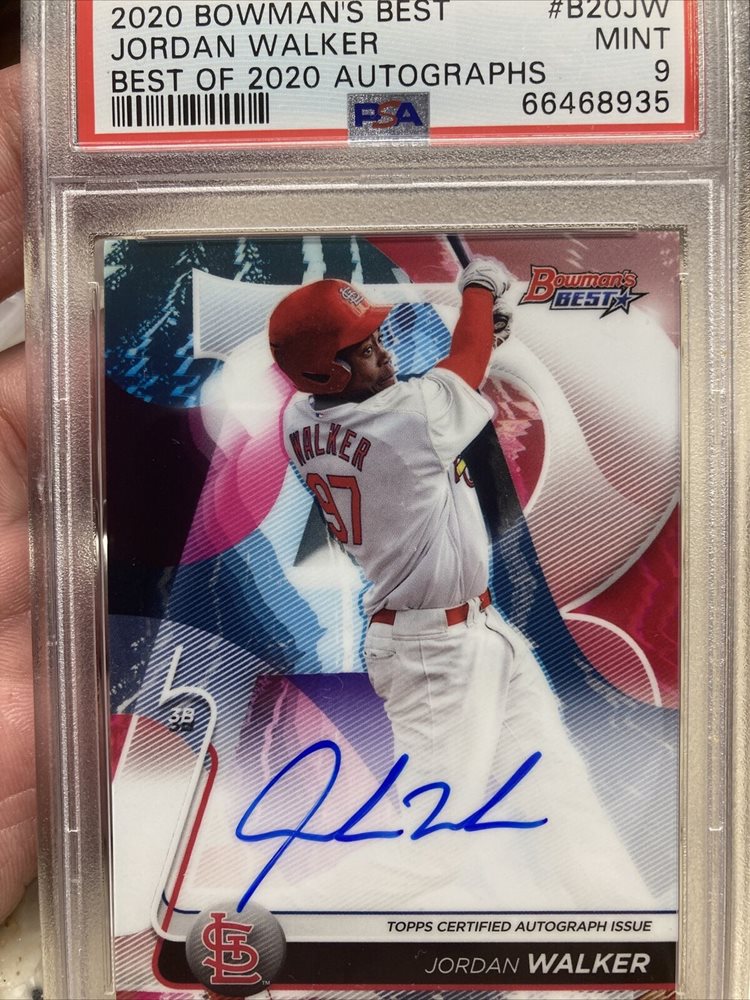 2020 BOWMAN'S BEST #B20JW
JORDAN WALKER MINT
BEST OF 2020 AUTOGRAPHS 9
PSA 66468935
Bowman's
BEST
WALKER
97
3B
TOPPS CERTIFIED AUTOGRAPH ISSUE
STL
JORDAN WALKER